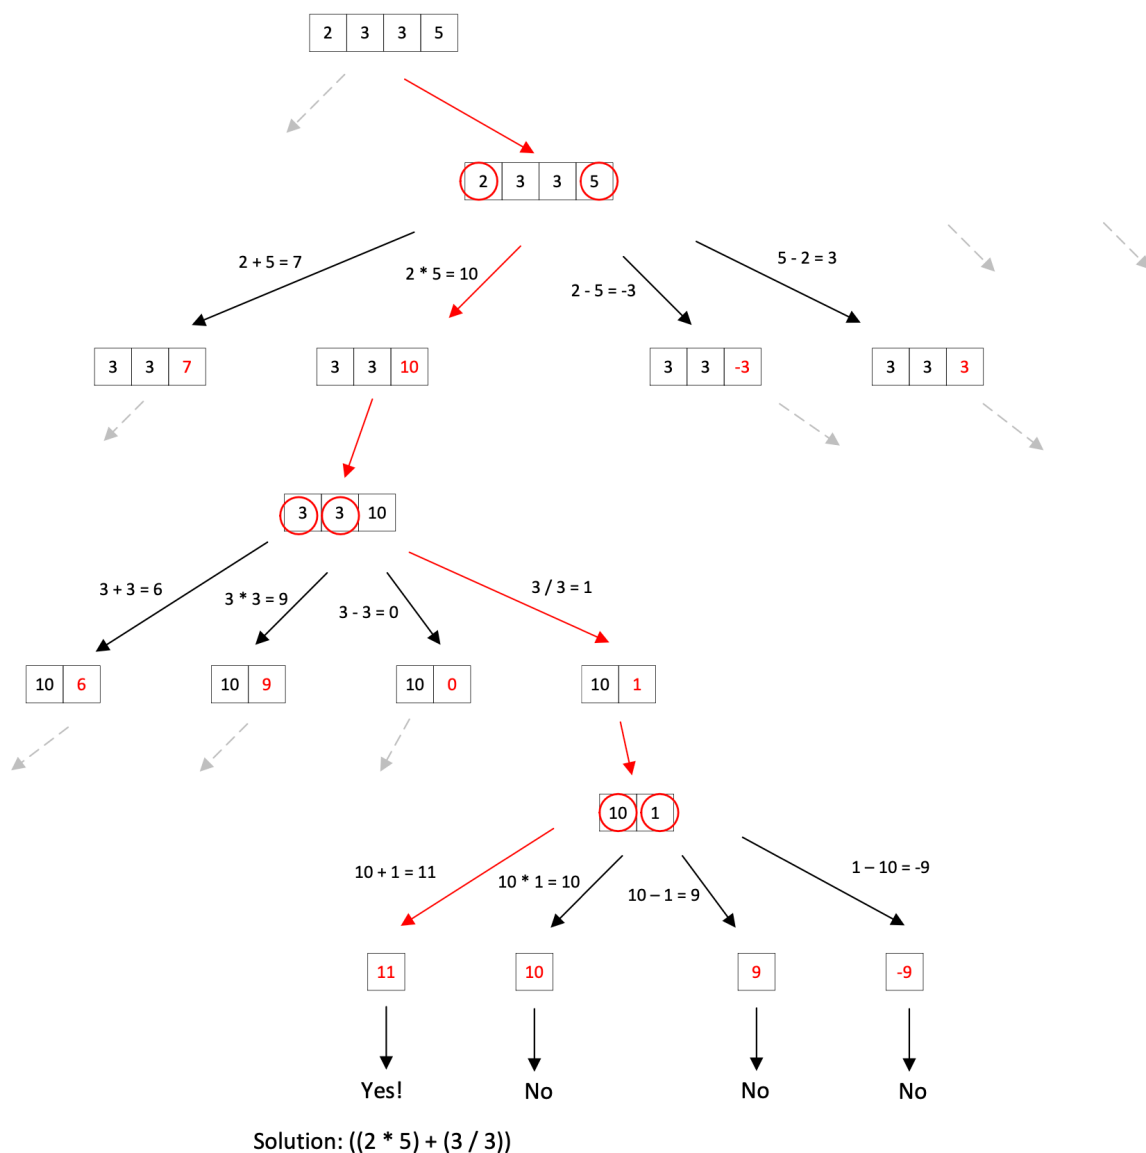 2 3 3 5
2 3 3 5
2 + 5 = 7
2 * 5 = 10
2 - 5 = -3
5 - 2 = 3
3 3 7
3 3 10
3 3 -3
3 3 3
3 3 10
3 + 3 = 6
3 * 3 = 9
3 - 3 = 0
3 / 3 = 1
10 6
10 9
10 0
10 1
10 1
10 + 1 = 11
10 * 1 = 10
10 – 1 = 9
1 – 10 = -9
11
10
9
-9
Yes!
No
No
No
Solution: ((2 * 5) + (3 / 3))